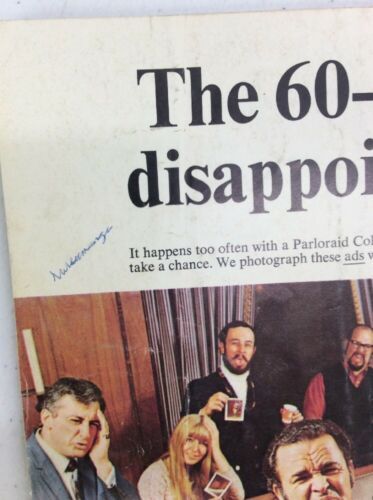 The 60-
disappoi
It happens too often with a Parloraid Col
take a chance. We photograph these ads w